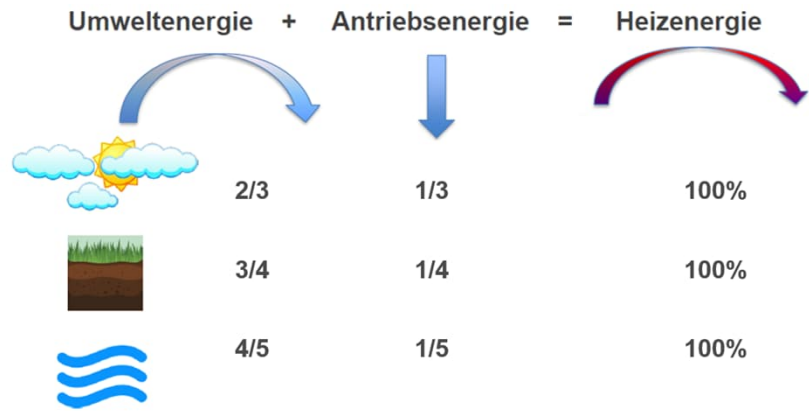 Umweltenergie + Antriebsenergie = Heizenergie
2/3 1/3 100%
3/4 1/4 100%
4/5 1/5 100%